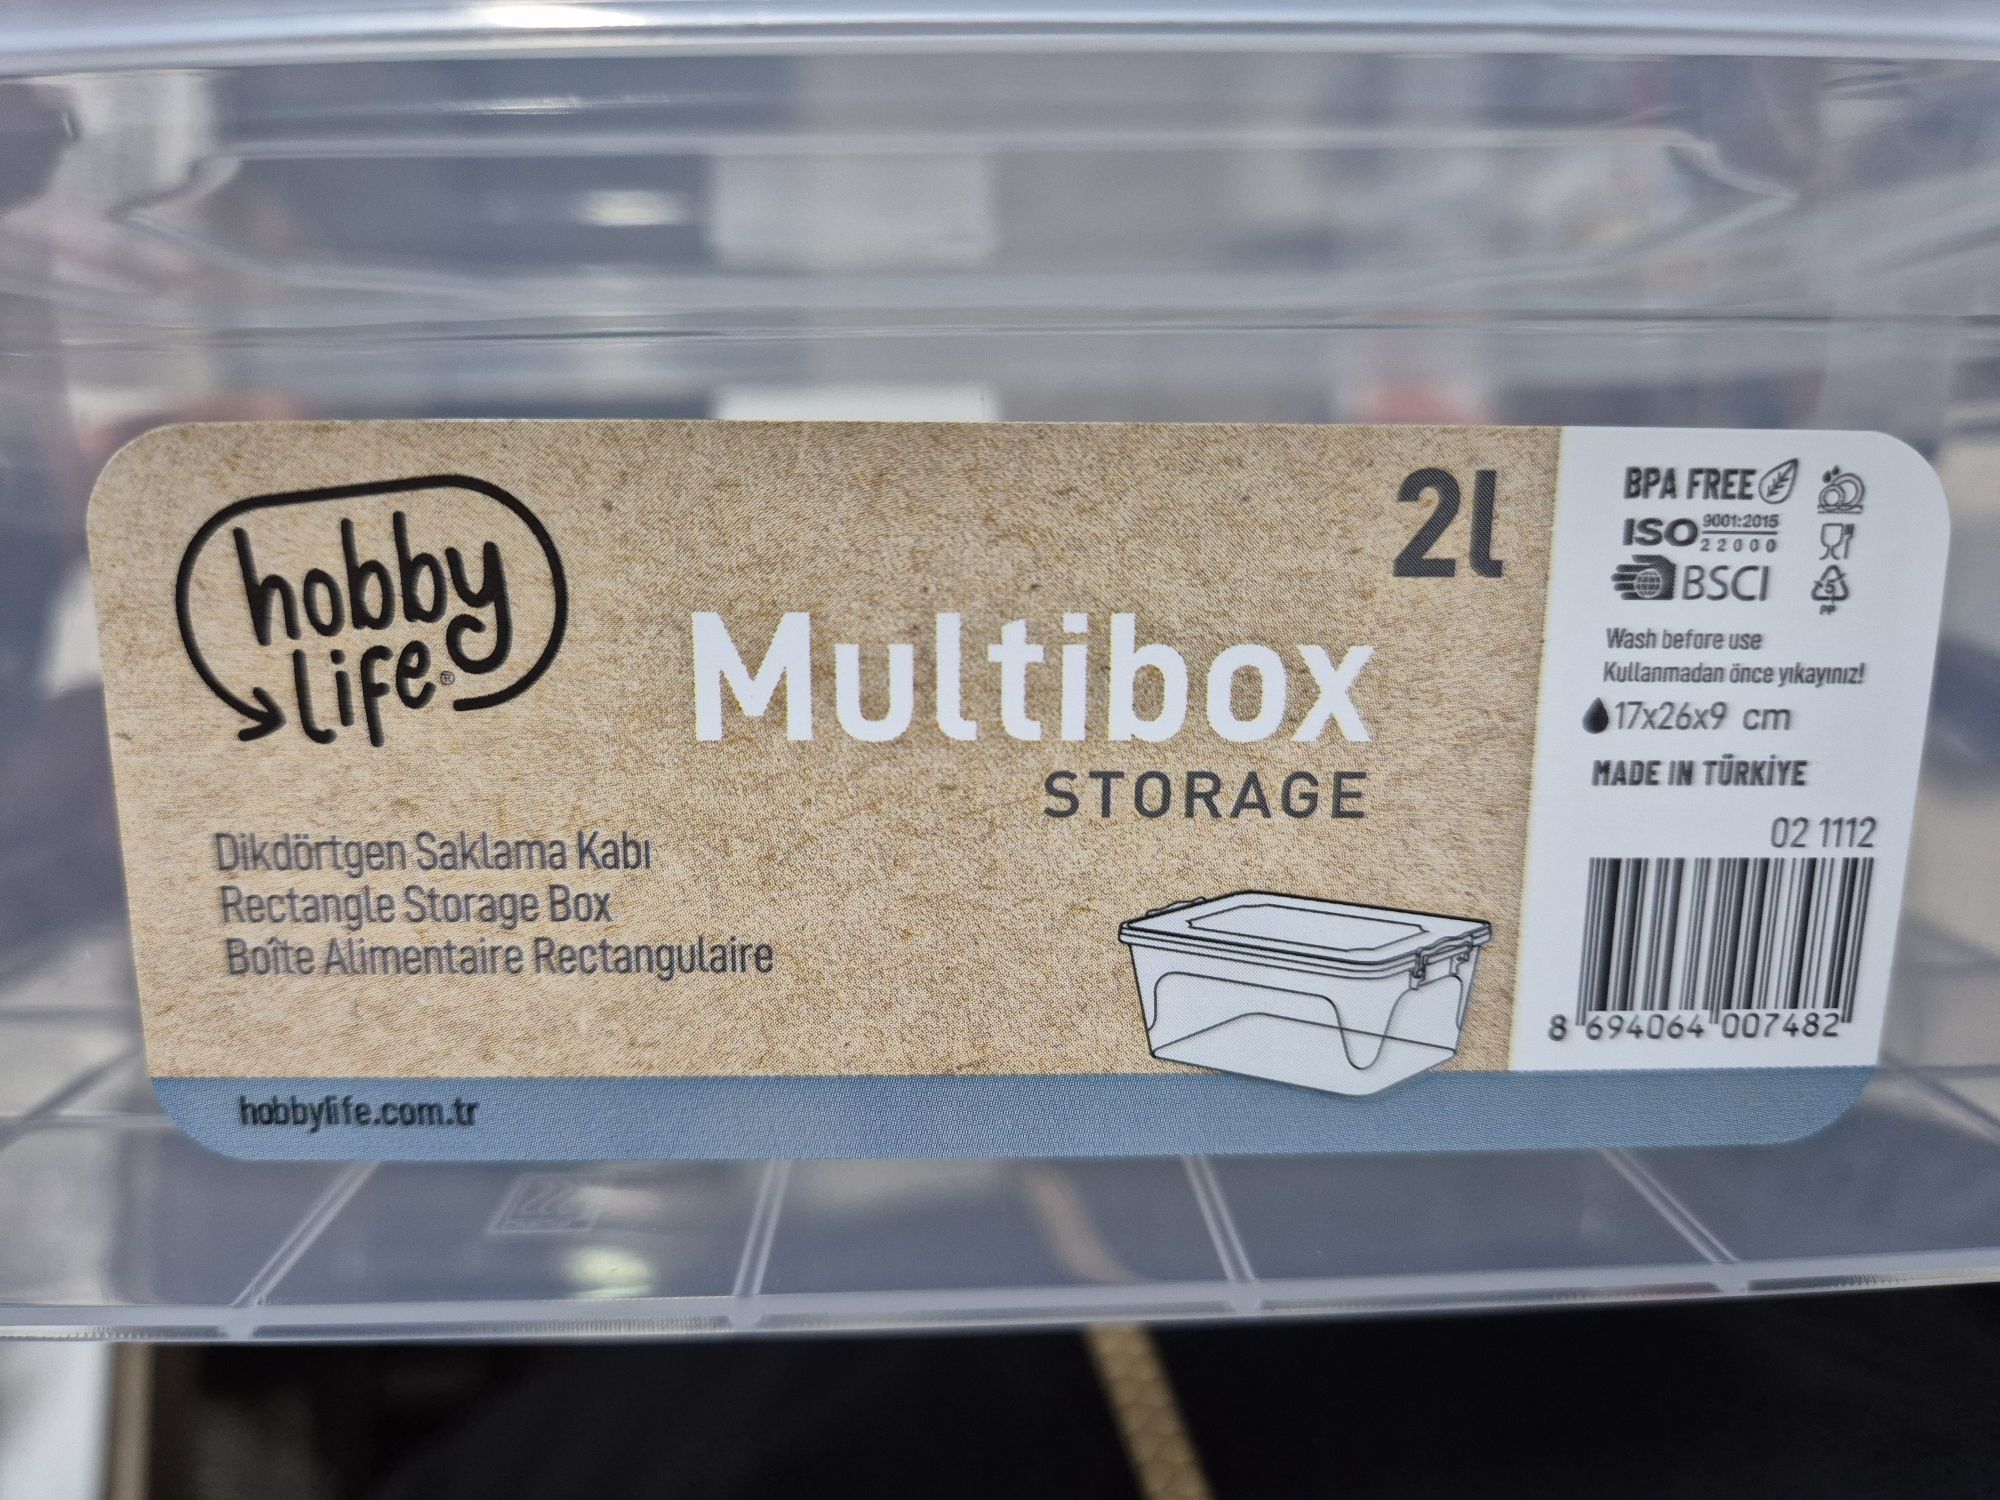 hobby
life®
2l
Multibox
STORAGE
Dikdörtgen Saklama Kabı
Rectangle Storage Box
Boîte Alimentaire Rectangulaire
hobbylife.com.tr
BPA FREE
ISO 9001:2015
22000
BSCI
5
PP
Wash before use
Kullanmadan önce yıkayınız!
17x26x9 cm
MADE IN TÜRKİYE
02 1112
8 694064 007482